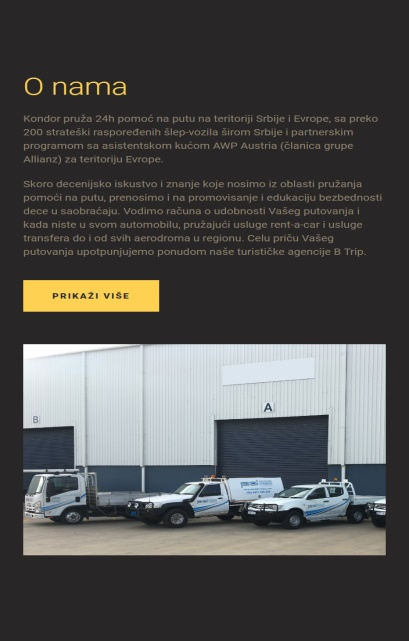 O nama
Kondor pruža 24h pomoć na putu na teritoriji Srbije i Evrope, sa preko
200 strateški raspoređenih šlep-vozila širom Srbije i partnerskim
programom sa asistentskom kućom AWP Austria (članica grupe
Allianz) za teritoriju Evrope.
Skoro decenijsko iskustvo i znanje koje nosimo iz oblasti pružanja
pomoći na putu, prenosimo i na promovisanje i edukaciju bezbednosti
dece u saobraćaju. Vodimo računa o udobnosti Vašeg putovanja i
kada niste u svom automobilu, pružajući usluge rent-a-car i usluge
transfera do i od svih aerodroma u regionu. Celu priču Vašeg
putovanja upotpunjujemo ponudom naše turističke agencije B Trip.
PRIKAŽI VIŠE
A
B